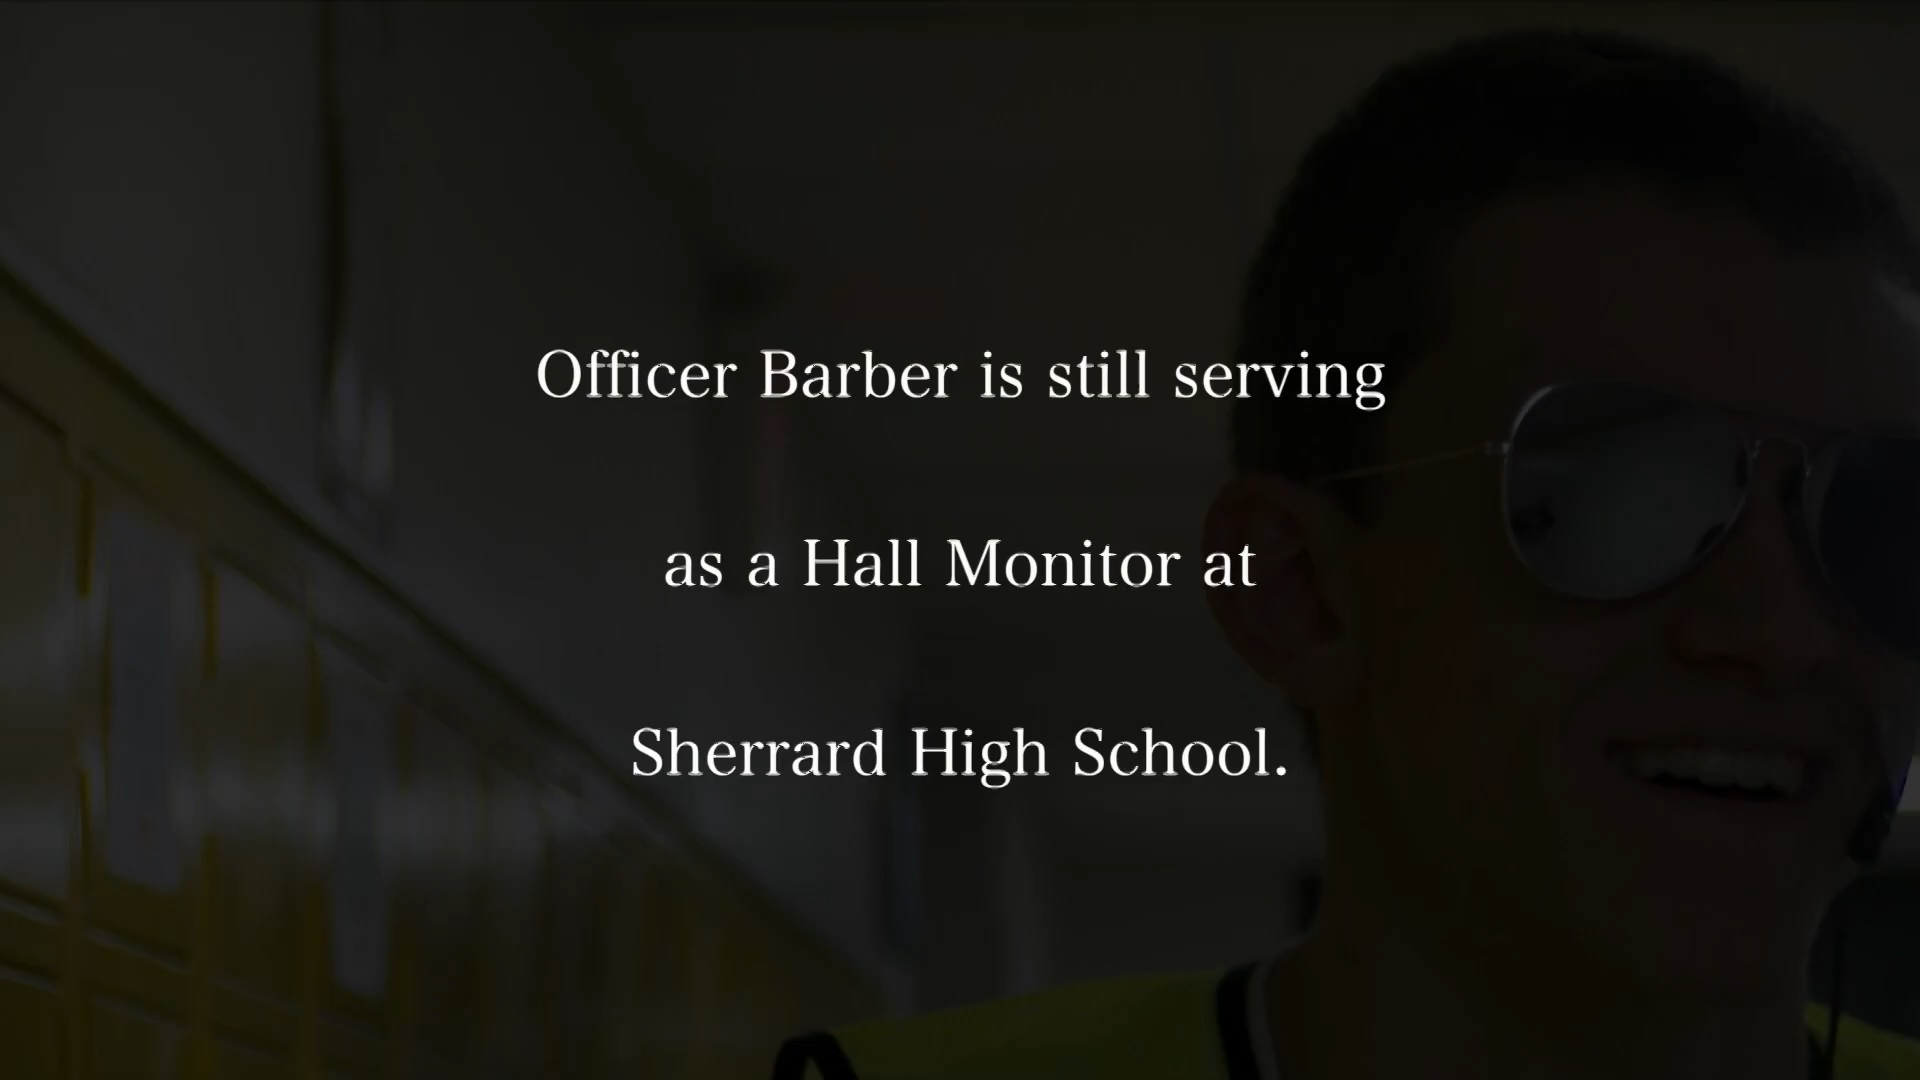 Officer Barber is still serving
as a Hall Monitor at
Sherrard High School.